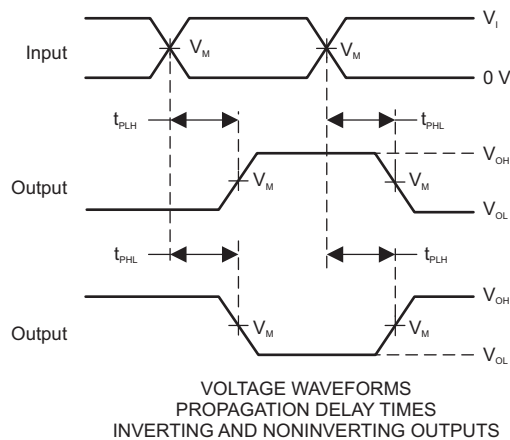 V_I
Input
V_M
V_M
0 V
t_PLH
t_PHL
V_OH
Output
V_M
V_M
V_OL
t_PHL
t_PLH
V_OH
Output
V_M
V_M
V_OL
VOLTAGE WAVEFORMS
PROPAGATION DELAY TIMES
INVERTING AND NONINVERTING OUTPUTS